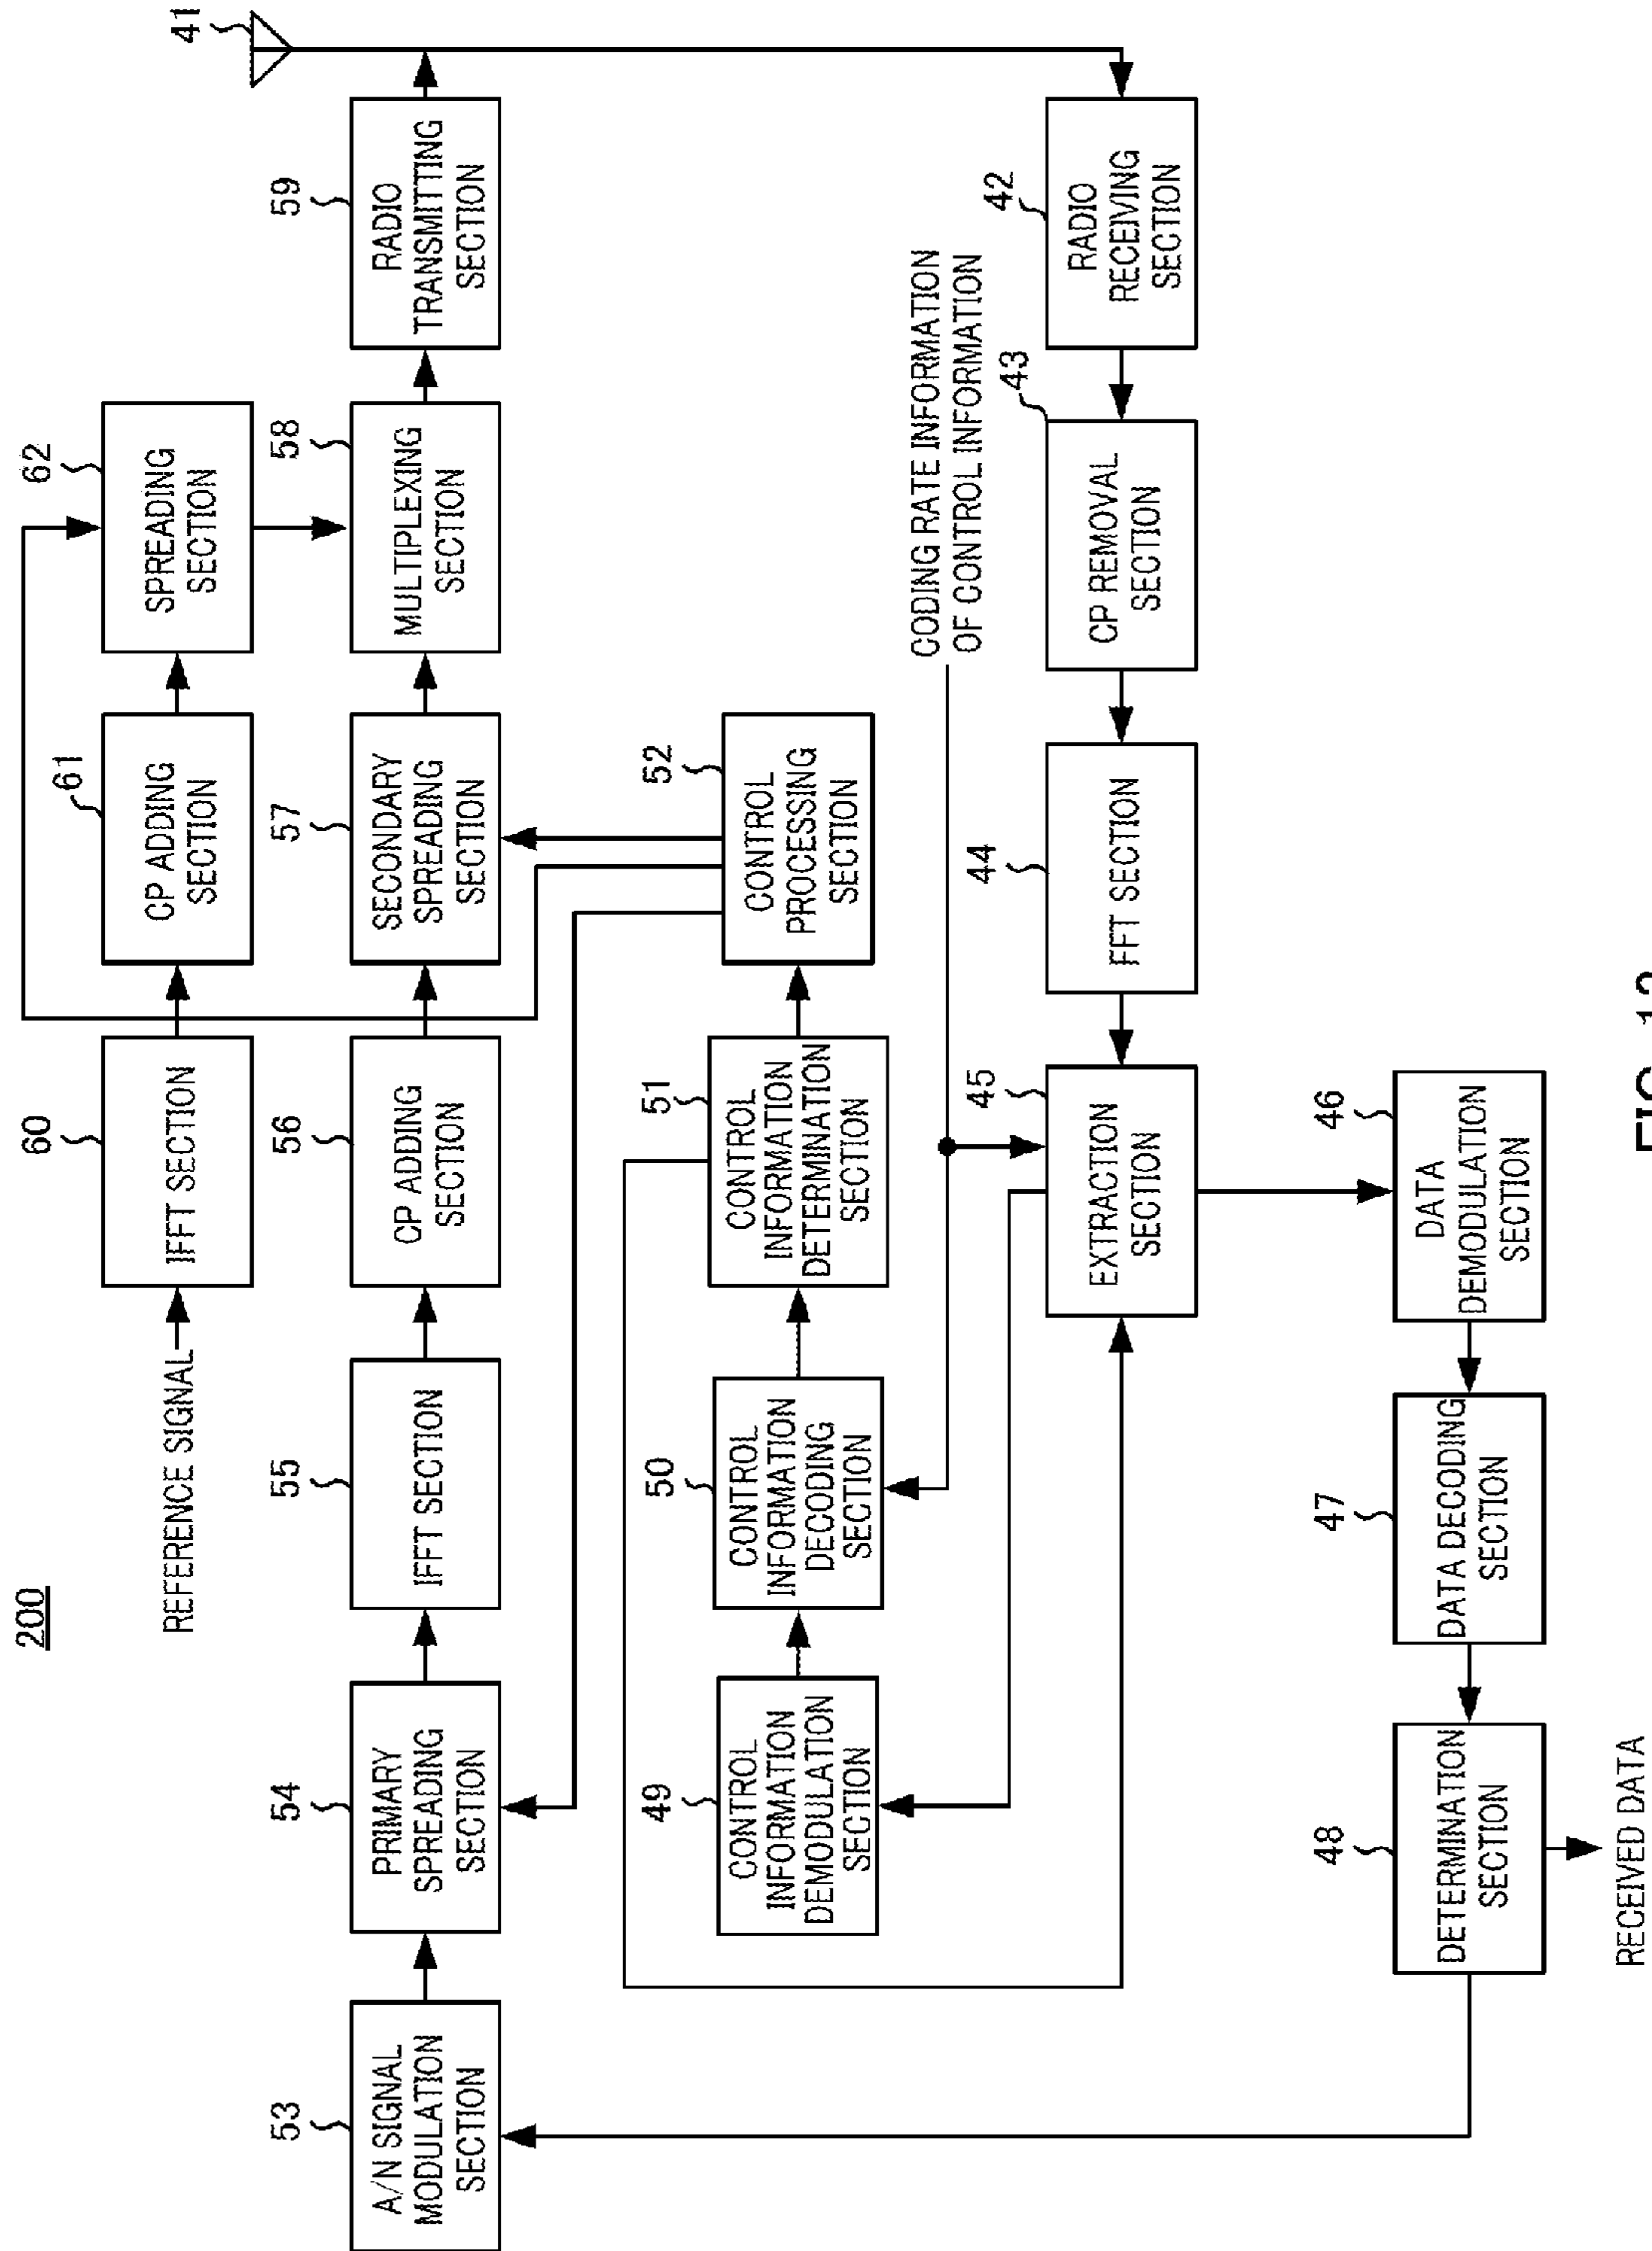 200
60
61
62
41
REFERENCE SIGNAL
IFFT SECTION
CP ADDING
SECTION
SPREADING
SECTION
53
54
55
56
57
58
59
A/N SIGNAL
MODULATION
SECTION
PRIMARY
SPREADING
SECTION
IFFT SECTION
CP ADDING
SECTION
SECONDARY
SPREADING
SECTION
MULTIPLEXING
SECTION
RADIO
TRANSMITTING
SECTION
49
50
51
52
CONTROL
INFORMATION
DEMODULATION
SECTION
CONTROL
INFORMATION
DECODING
SECTION
CONTROL
INFORMATION
DETERMINATION
SECTION
CONTROL
PROCESSING
SECTION
CODING RATE INFORMATION
OF CONTROL INFORMATION
45
44
43
42
EXTRACTION
SECTION
FFT SECTION
CP REMOVAL
SECTION
RADIO
RECEIVING
SECTION
48
47
46
DETERMINATION
SECTION
DATA DECODING
SECTION
DATA
DEMODULATION
SECTION
RECEIVED DATA
FIG.